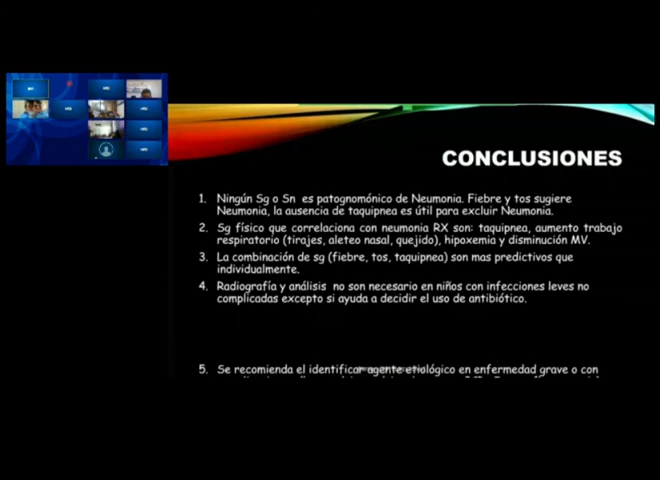 CONCLUSIONES
1. Ningún Sg o Sn es patognomónico de Neumonia. Fiebre y tos sugiere
Neumonia, la ausencia de taquipnea es útil para excluir Neumonia.
2. Sg físico que correlaciona con neumonia RX son: taquipnea, aumento trabajo
respiratorio (tirajes, aleteo nasal, quejido), hipoxemia y disminución MV.
3. La combinación de sg (fiebre, tos, taquipnea) son mas predictivos que
individualmente.
4. Radiografía y análisis no son necesario en niños con infecciones leves no
complicadas excepto si ayuda a decidir el uso de antibiótico.
5. Se recomienda el identificar agente etiológico en enfermedad grave o con